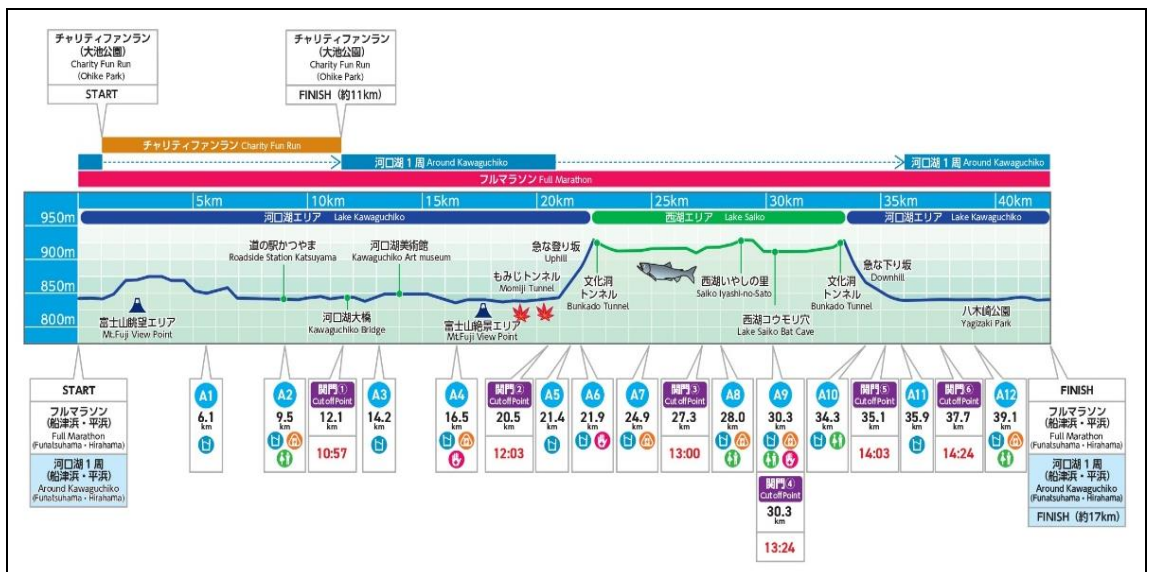 チャリティファンラン
(大池公園)
Charity Fun Run
(Ohike Park)
START
チャリティファンラン
(大池公園)
Charity Fun Run
(Ohike Park)
FINISH (約11km)
チャリティファンラン Charity Fun Run
河口湖1周 Around Kawaguchiko
河口湖1周 Around Kawaguchiko
フルマラソン Full Marathon
5km
10km
15km
20km
25km
30km
35km
40km
950m
900m
850m
800m
河口湖エリア Lake Kawaguchiko
西湖エリア Lake Saiko
河口湖エリア Lake Kawaguchiko
道の駅かつやま
Roadside Station Katsuyama
河口湖美術館
Kawaguchiko Art museum
急な登り坂
Uphill
もみじトンネル
Momiji Tunnel
文化洞
トンネル
Bunkado Tunnel
西湖いやしの里
Saiko Iyashi-no-Sato
文化洞
トンネル
Bunkado Tunnel
急な下り坂
Downhill
富士山眺望エリア
Mt.Fuji View Point
河口湖大橋
Kawaguchiko Bridge
富士山絶景エリア
Mt.Fuji View Point
西湖コウモリ穴
Lake Saiko Bat Cave
八木崎公園
Yagizaki Park
START
フルマラソン
(船津浜・平浜)
Full Marathon
(Funatsuhama・Hirahama)
河口湖1周
(船津浜・平浜)
Around Kawaguchiko
(Funatsuhama・Hirahama)
A1
6.1
km
A2
9.5
km
関門①
Cut off Point
12.1
km
10:57
A3
14.2
km
A4
16.5
km
関門②
Cut off Point
20.5
km
12:03
A5
21.4
km
A6
21.9
km
A7
24.9
km
関門③
Cut off Point
27.3
km
13:00
A8
28.0
km
A9
30.3
km
関門④
Cut off Point
30.3
km
13:24
A10
34.3
km
関門⑤
Cut off Point
35.1
km
14:03
A11
35.9
km
関門⑥
Cut off Point
37.7
km
14:24
A12
39.1
km
FINISH
フルマラソン
(船津浜・平浜)
Full Marathon
(Funatsuhama・Hirahama)
河口湖1周
(船津浜・平浜)
Around Kawaguchiko
(Funatsuhama・Hirahama)
FINISH (約17km)